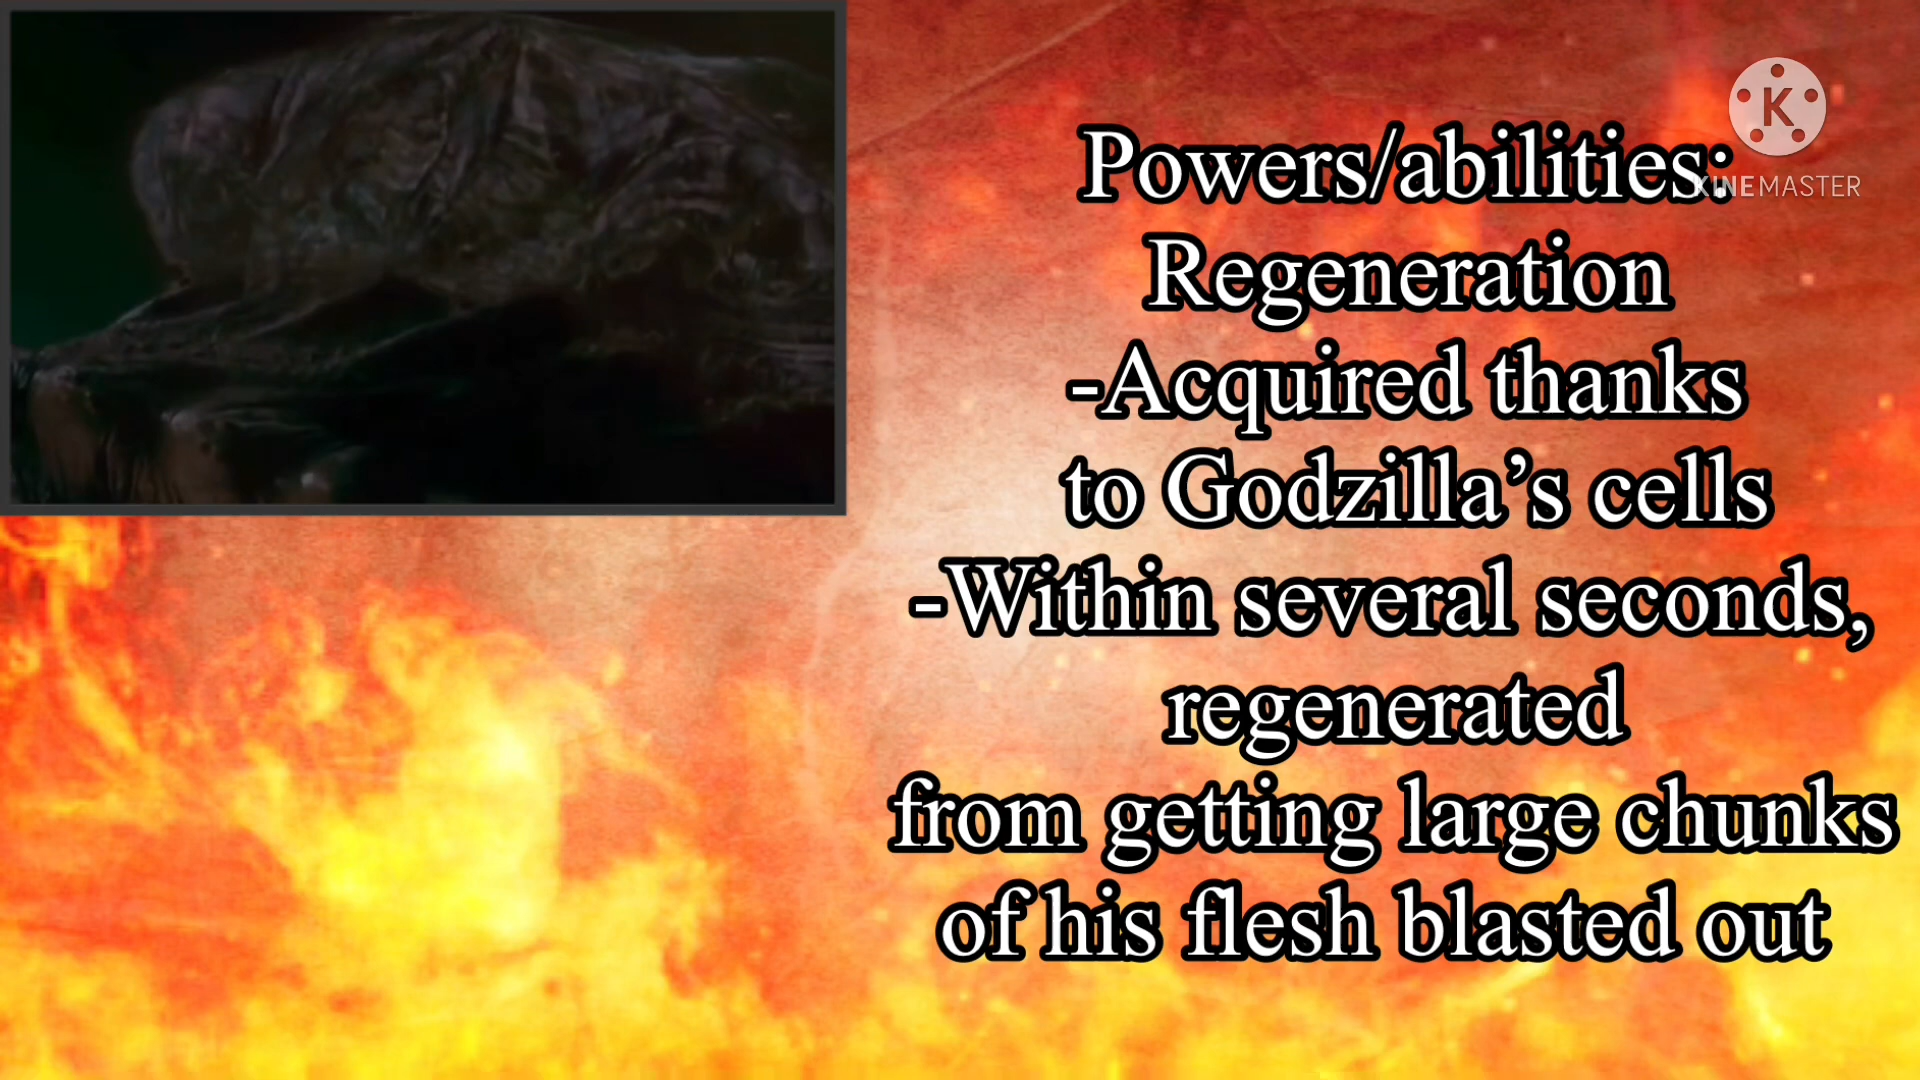 K
KINEMASTER
Powers/abilities:
Regeneration
-Acquired thanks
to Godzilla’s cells
-Within several seconds,
regenerated
from getting large chunks
of his flesh blasted out